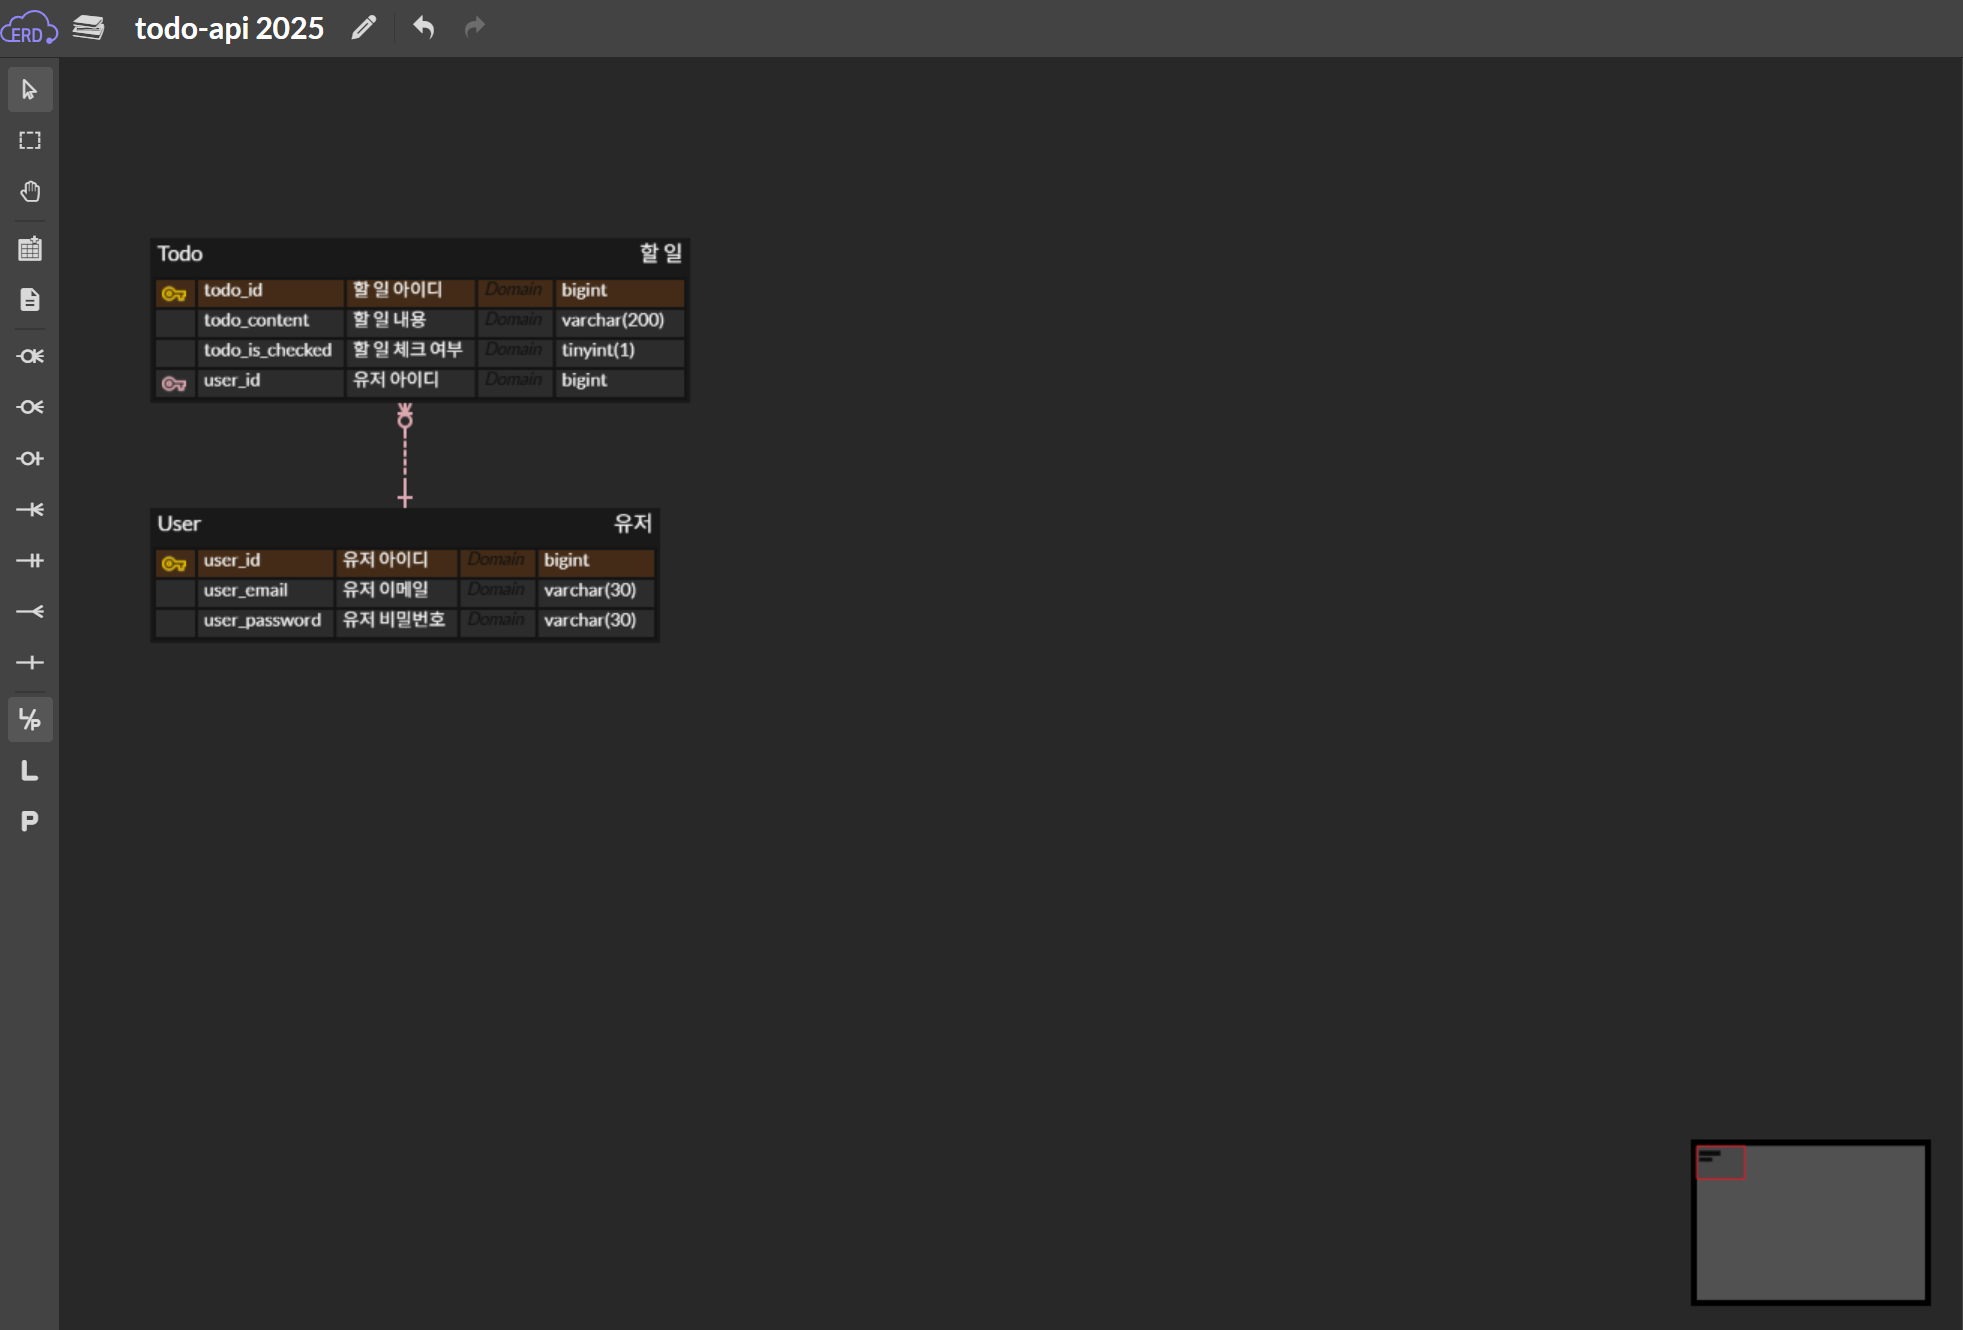 ERD
todo-api 2025
Todo 할 일
todo_id 할 일 아이디 Domain bigint
todo_content 할 일 내용 Domain varchar(200)
todo_is_checked 할 일 체크 여부 Domain tinyint(1)
user_id 유저 아이디 Domain bigint
User 유저
user_id 유저 아이디 Domain bigint
user_email 유저 이메일 Domain varchar(30)
user_password 유저 비밀번호 Domain varchar(30)
L/P
L
P